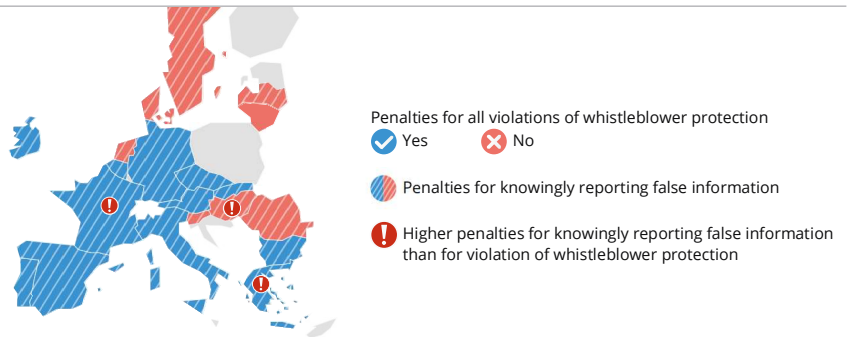 Penalties for all violations of whistleblower protection
Yes No
Penalties for knowingly reporting false information
Higher penalties for knowingly reporting false information
than for violation of whistleblower protection